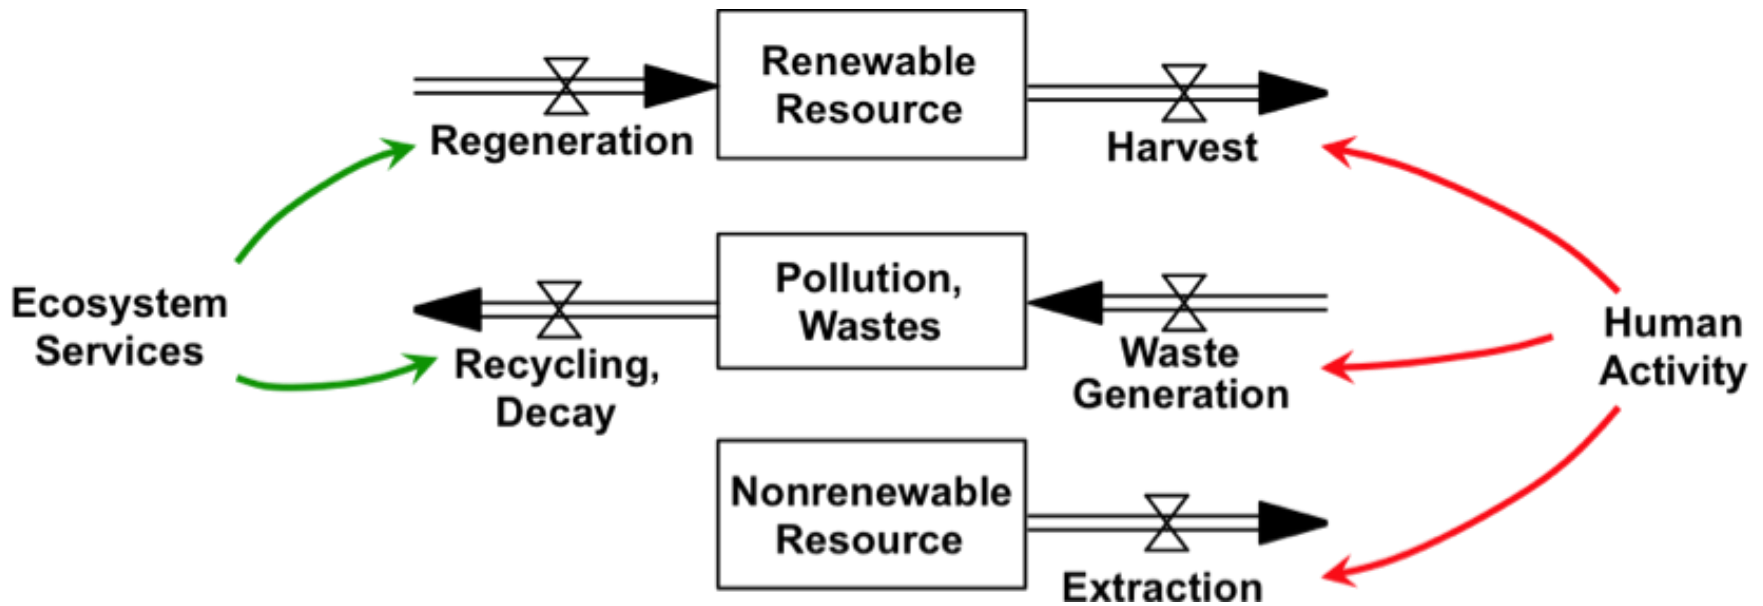 Renewable
Resource
Regeneration
Harvest
Ecosystem
Services
Pollution,
Wastes
Recycling,
Decay
Waste
Generation
Human
Activity
Nonrenewable
Resource
Extraction